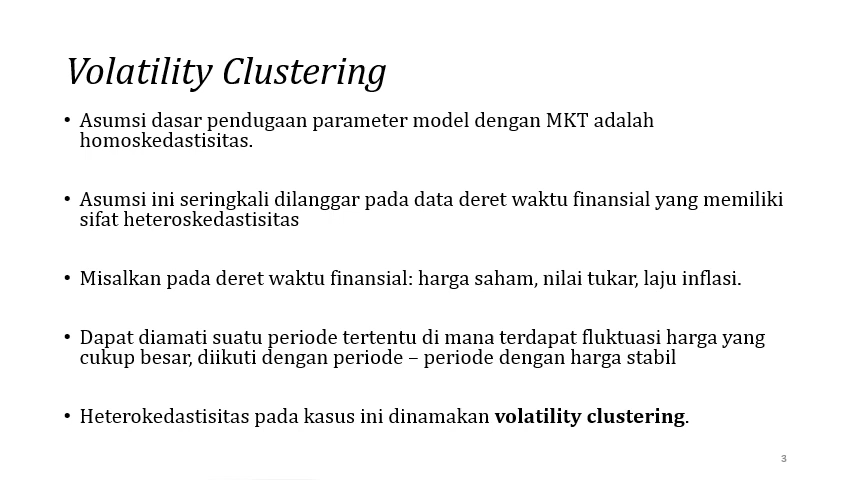 Volatility Clustering
• Asumsi dasar pendugaan parameter model dengan MKT adalah
homoskedastisitas.
• Asumsi ini seringkali dilanggar pada data deret waktu finansial yang memiliki
sifat heteroskedastisitas
• Misalkan pada deret waktu finansial: harga saham, nilai tukar, laju inflasi.
• Dapat diamati suatu periode tertentu di mana terdapat fluktuasi harga yang
cukup besar, diikuti dengan periode – periode dengan harga stabil
• Heterokedastisitas pada kasus ini dinamakan volatility clustering.
3